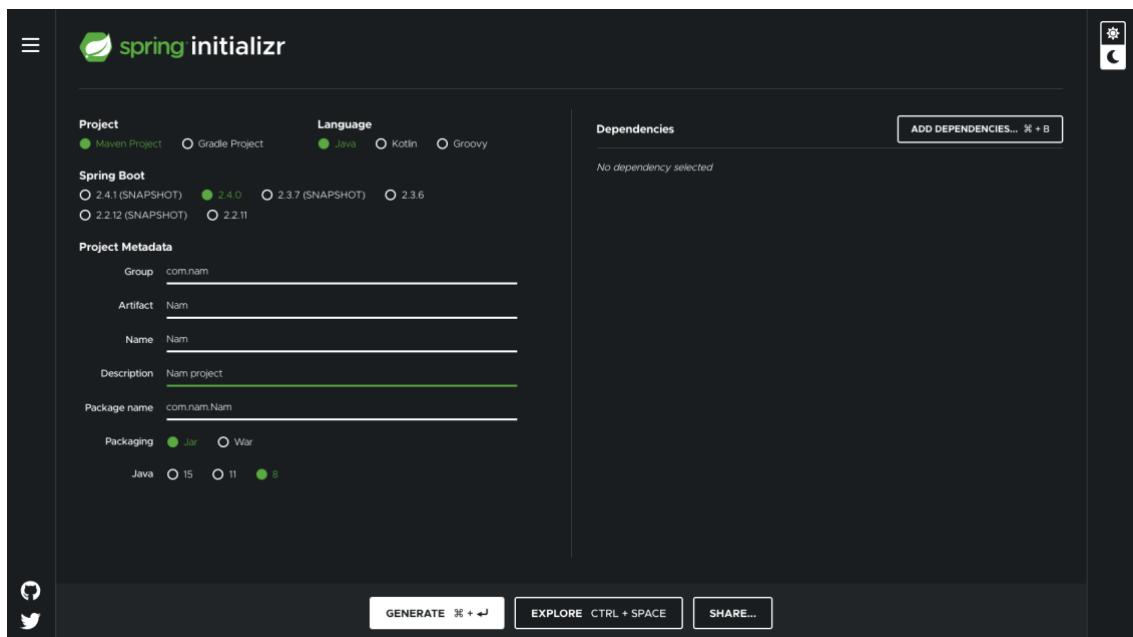 spring initializr
Project
Maven Project Gradle Project
Language
Java Kotlin Groovy
Spring Boot
2.4.1 (SNAPSHOT) 2.4.0 2.3.7 (SNAPSHOT) 2.3.6
2.2.12 (SNAPSHOT) 2.2.11
Project Metadata
Group com.nam
Artifact Nam
Name Nam
Description Nam project
Package name com.nam.Nam
Packaging Jar War
Java 15 11 8
Dependencies
ADD DEPENDENCIES... ⌘ + B
No dependency selected
GENERATE ⌘ + ↵
EXPLORE CTRL + SPACE
SHARE...